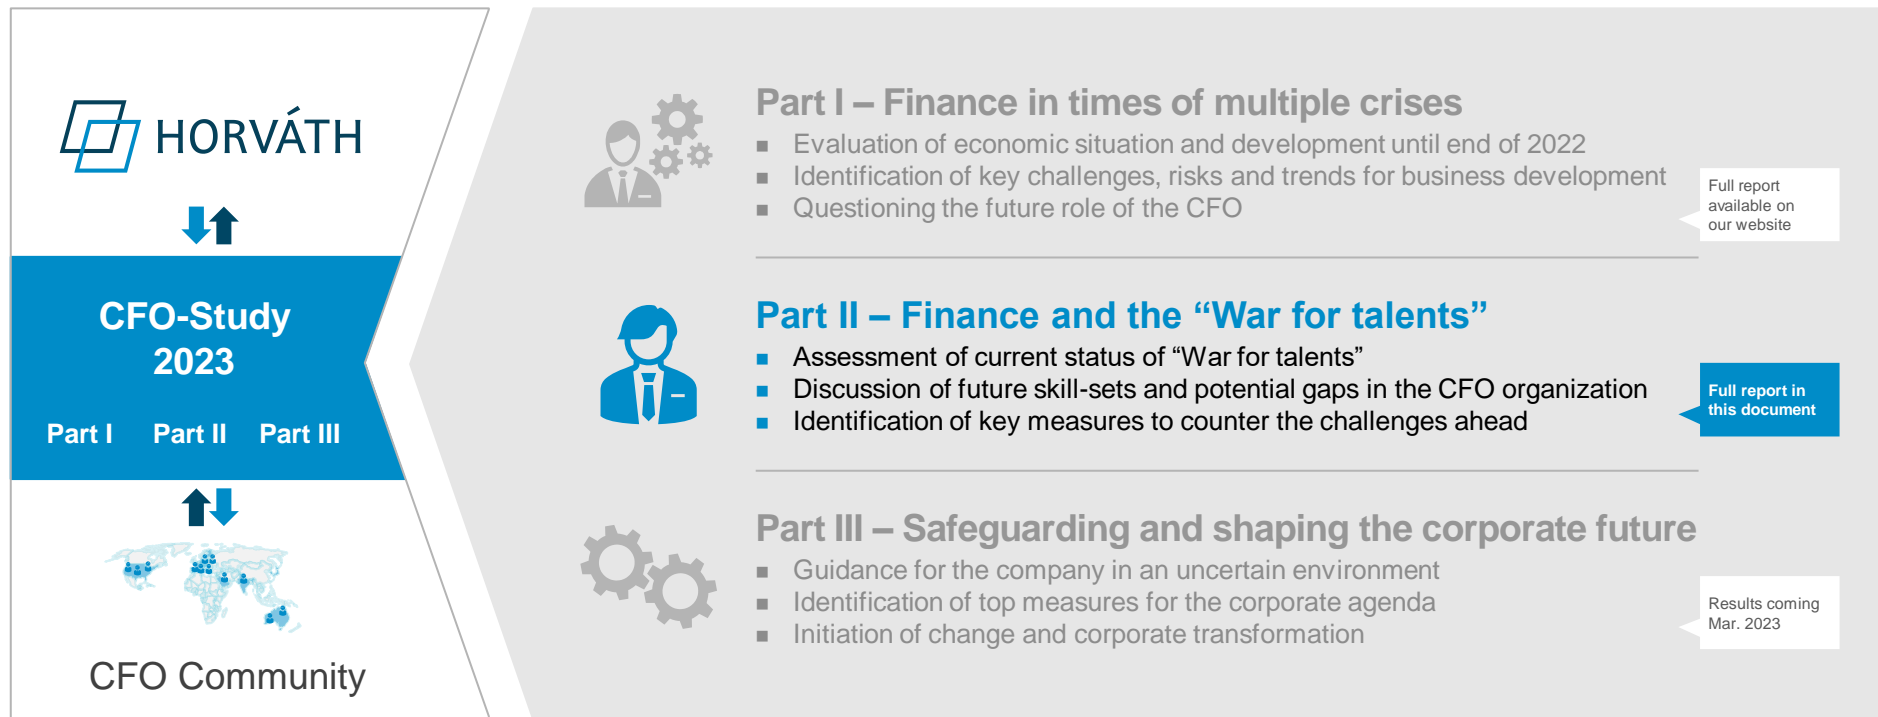 HORVÁTH
CFO-Study
2023
Part I Part II Part III
CFO Community
Part I – Finance in times of multiple crises
■ Evaluation of economic situation and development until end of 2022
■ Identification of key challenges, risks and trends for business development
■ Questioning the future role of the CFO
Full report
available on
our website
Part II – Finance and the “War for talents”
■ Assessment of current status of “War for talents”
■ Discussion of future skill-sets and potential gaps in the CFO organization
■ Identification of key measures to counter the challenges ahead
Full report in
this document
Part III – Safeguarding and shaping the corporate future
■ Guidance for the company in an uncertain environment
■ Identification of top measures for the corporate agenda
■ Initiation of change and corporate transformation
Results coming
Mar. 2023